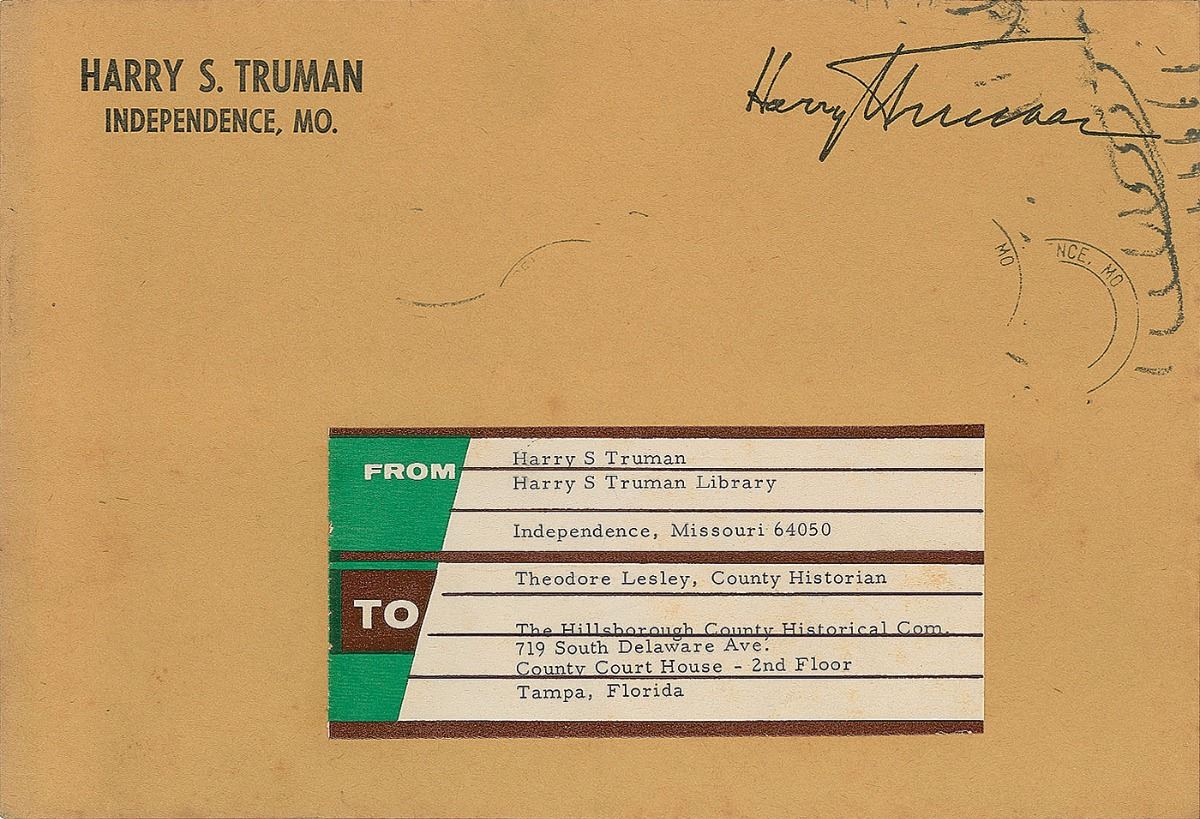 HARRY S. TRUMAN
INDEPENDENCE, MO.
Harry S Truman
MO
NCE, MO
FROM
Harry S Truman
Harry S Truman Library
Independence, Missouri 64050
TO
Theodore Lesley, County Historian
The Hillsborough County Historical Com.
719 South Delaware Ave.
County Court House - 2nd Floor
Tampa, Florida